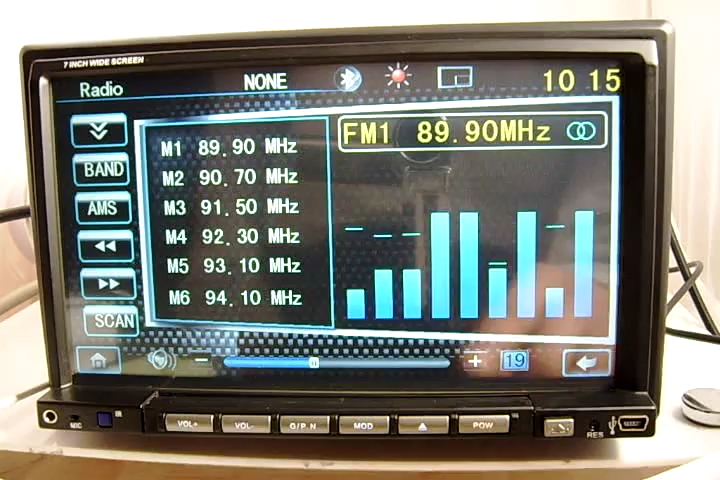 7 INCH WIDE SCREEN
Radio NONE 10 15
FM1 89.90MHz
BAND
AMS
SCAN
M1 89.90 MHz
M2 90.70 MHz
M3 91.50 MHz
M4 92.30 MHz
M5 93.10 MHz
M6 94.10 MHz
− + 19
MIC IR VOL+ VOL- G/P.N MOD POW RES